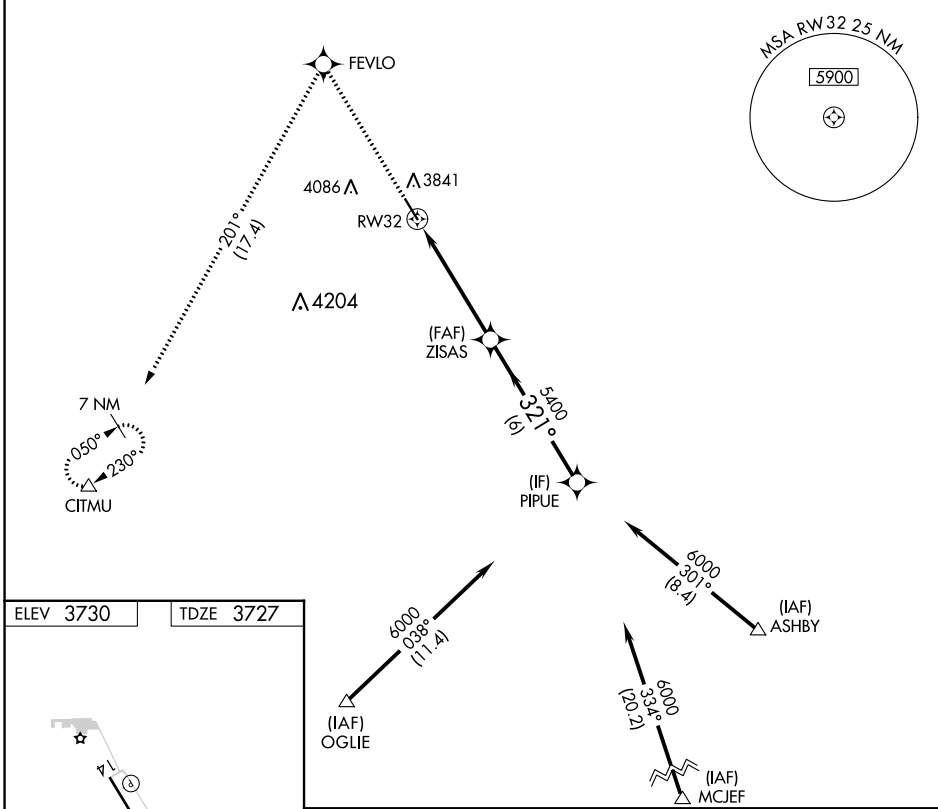 MSA RW32 25 NM
5900
FEVLO
4086
3841
RW32
201°
(17.4)
4204
(FAF)
ZISAS
5400
321°
(6)
7 NM
050°
230°
CITMU
(IF)
PIPUE
6000
301°
(8.4)
(IAF)
ASHBY
ELEV 3730
TDZE 3727
6000
038°
(11.4)
(IAF)
OGLIE
6000
334°
(20.2)
(IAF)
MCJEF
14
P